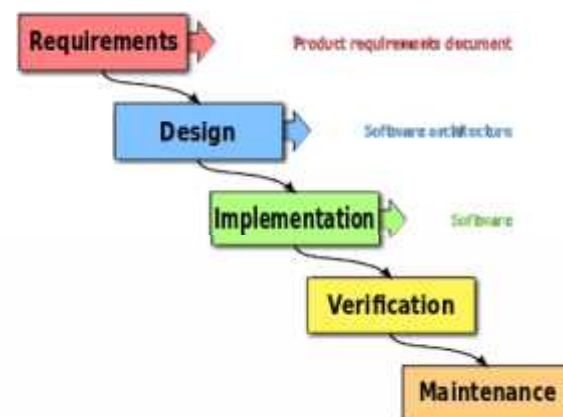 Requirements
Product requirements document
Design
Software architecture
Implementation
Software
Verification
Maintenance